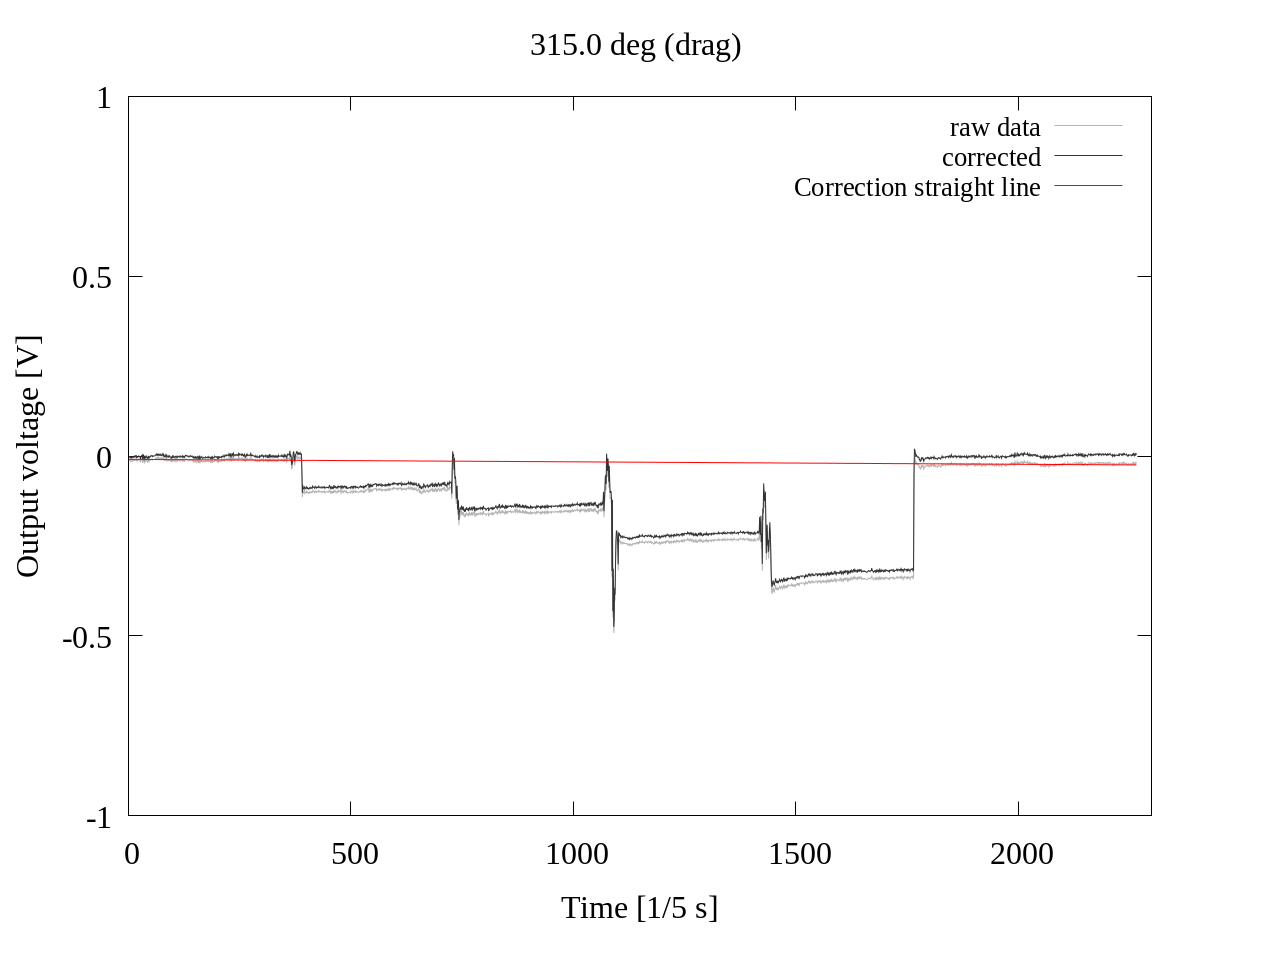 315.0 deg (drag)
1
raw data
corrected
Correction straight line
0.5
0
-0.5
-1
Output voltage [V]
0 500 1000 1500 2000
Time [1/5 s]